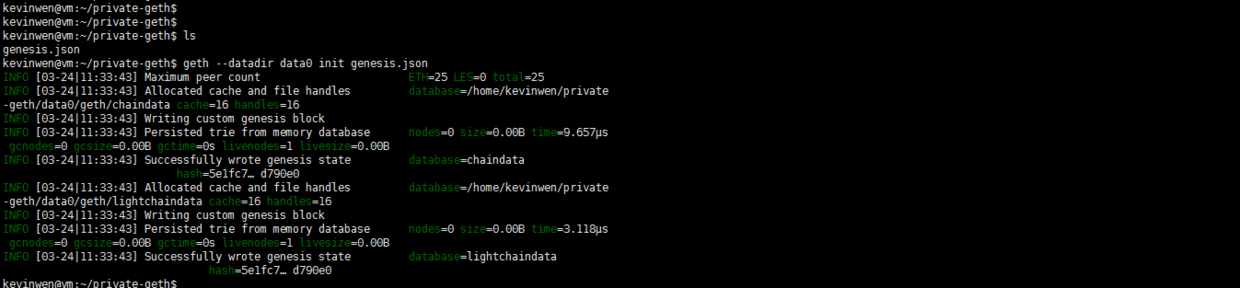 kevinwen@vm:~/private-geth$
kevinwen@vm:~/private-geth$
kevinwen@vm:~/private-geth$ ls
genesis.json
kevinwen@vm:~/private-geth$ geth --datadir data0 init genesis.json
INFO [03-24|11:33:43] Maximum peer count                       ETH=25 LES=0 total=25
INFO [03-24|11:33:43] Allocated cache and file handles         database=/home/kevinwen/private
-geth/data0/geth/chaindata cache=16 handles=16
INFO [03-24|11:33:43] Writing custom genesis block
INFO [03-24|11:33:43] Persisted trie from memory database      nodes=0 size=0.00B time=9.657µs
 gcnodes=0 gcsize=0.00B gctime=0s livenodes=1 livesize=0.00B
INFO [03-24|11:33:43] Successfully wrote genesis state         database=chaindata
                           hash=5e1fc7… d790e0
INFO [03-24|11:33:43] Allocated cache and file handles         database=/home/kevinwen/private
-geth/data0/geth/lightchaindata cache=16 handles=16
INFO [03-24|11:33:43] Writing custom genesis block
INFO [03-24|11:33:43] Persisted trie from memory database      nodes=0 size=0.00B time=3.118µs
 gcnodes=0 gcsize=0.00B gctime=0s livenodes=1 livesize=0.00B
INFO [03-24|11:33:43] Successfully wrote genesis state         database=lightchaindata
                                hash=5e1fc7… d790e0
kevinwen@vm:~/private-geth$